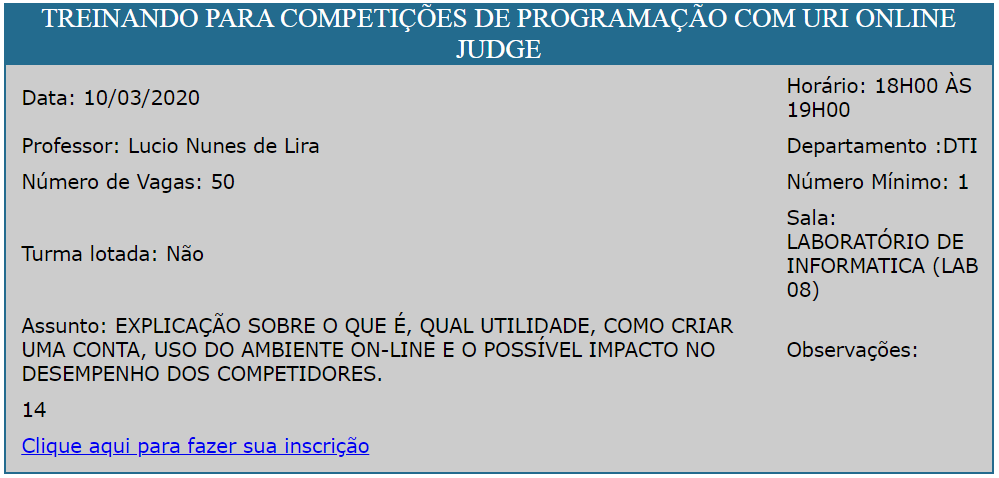 TREINANDO PARA COMPETIÇÕES DE PROGRAMAÇÃO COM URI ONLINE
JUDGE
Data: 10/03/2020
Horário: 18H00 ÀS
19H00
Professor: Lucio Nunes de Lira
Departamento :DTI
Número de Vagas: 50
Número Mínimo: 1
Turma lotada: Não
Sala:
LABORATÓRIO DE
INFORMATICA (LAB
08)
Assunto: EXPLICAÇÃO SOBRE O QUE É, QUAL UTILIDADE, COMO CRIAR
UMA CONTA, USO DO AMBIENTE ON-LINE E O POSSÍVEL IMPACTO NO
DESEMPENHO DOS COMPETIDORES.
Observações:
14
Clique aqui para fazer sua inscrição